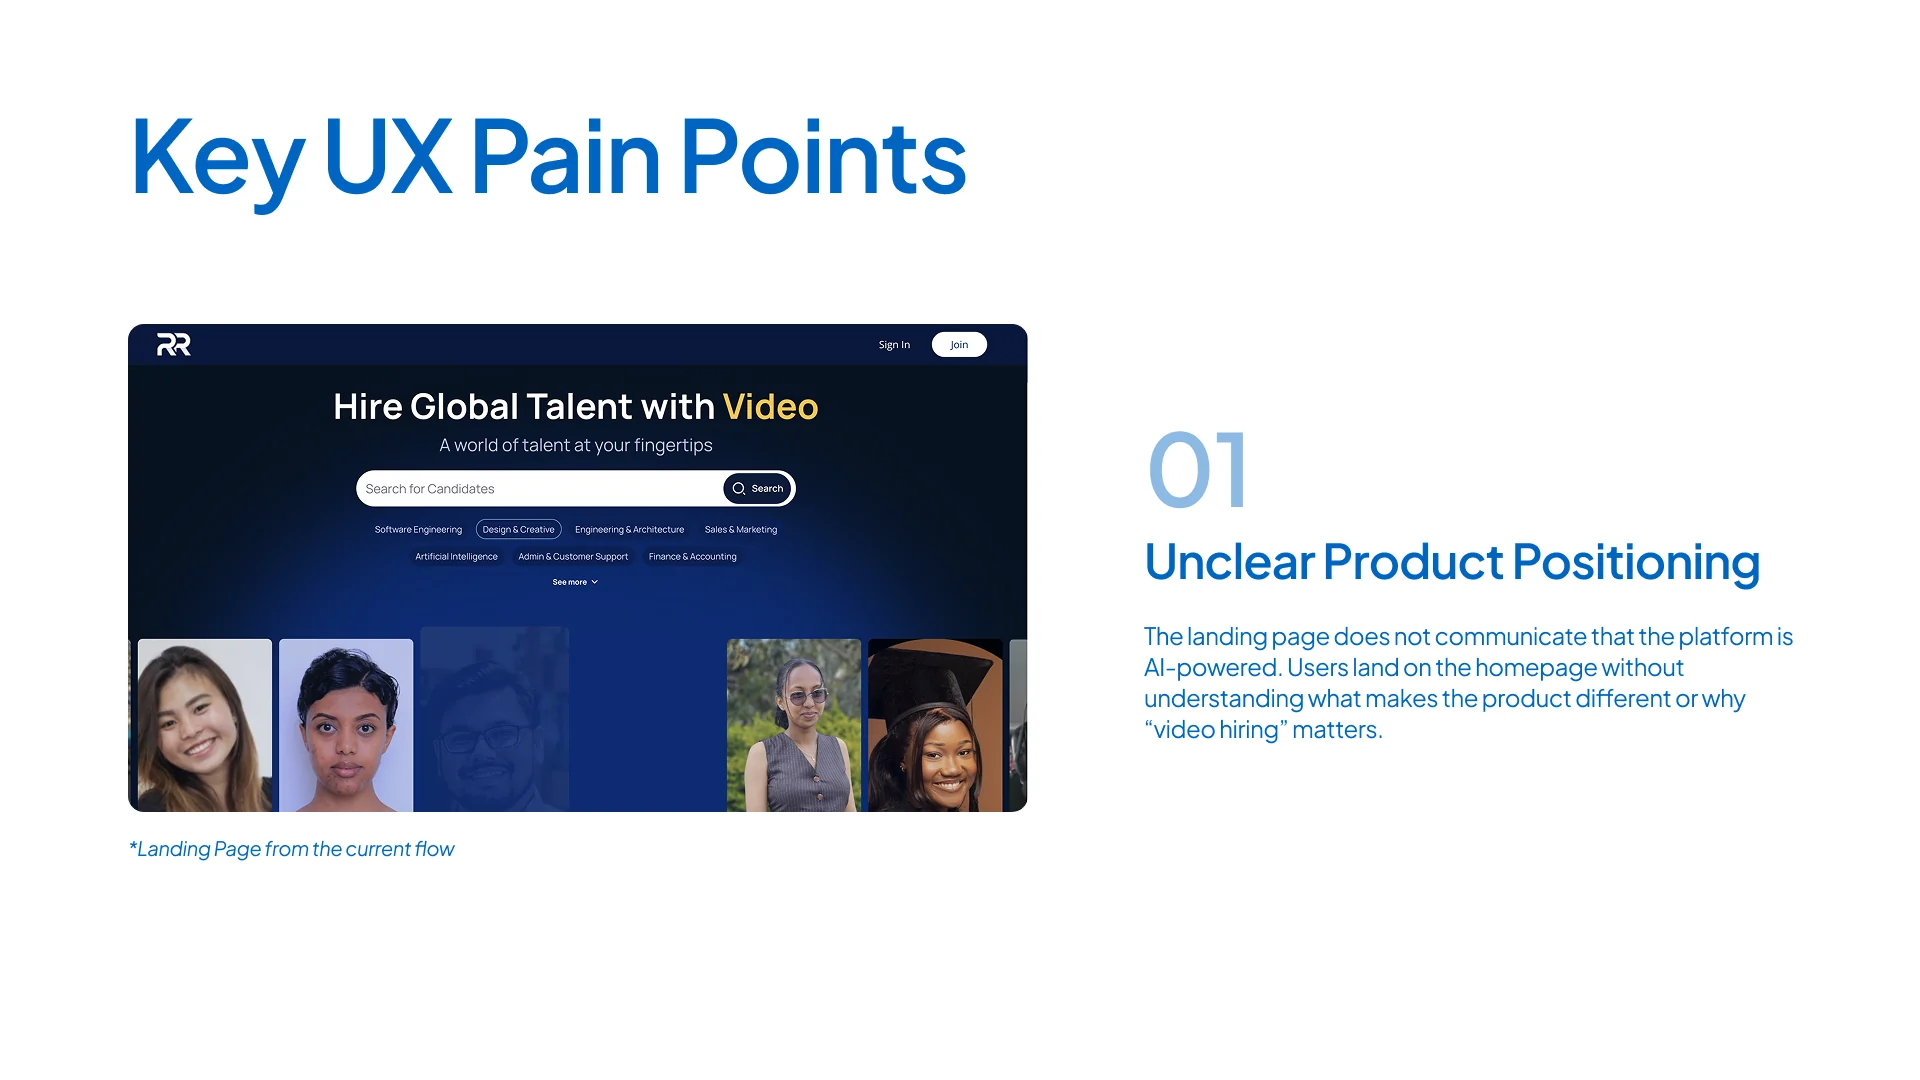 Key UX Pain Points
RR
Sign In
Join
Hire Global Talent with Video
A world of talent at your fingertips
Search for Candidates
Search
Software Engineering
Design & Creative
Engineering & Architecture
Sales & Marketing
Artificial Intelligence
Admin & Customer Support
Finance & Accounting
See more
*Landing Page from the current flow
01
Unclear Product Positioning
The landing page does not communicate that the platform is
AI-powered. Users land on the homepage without
understanding what makes the product different or why
“video hiring” matters.